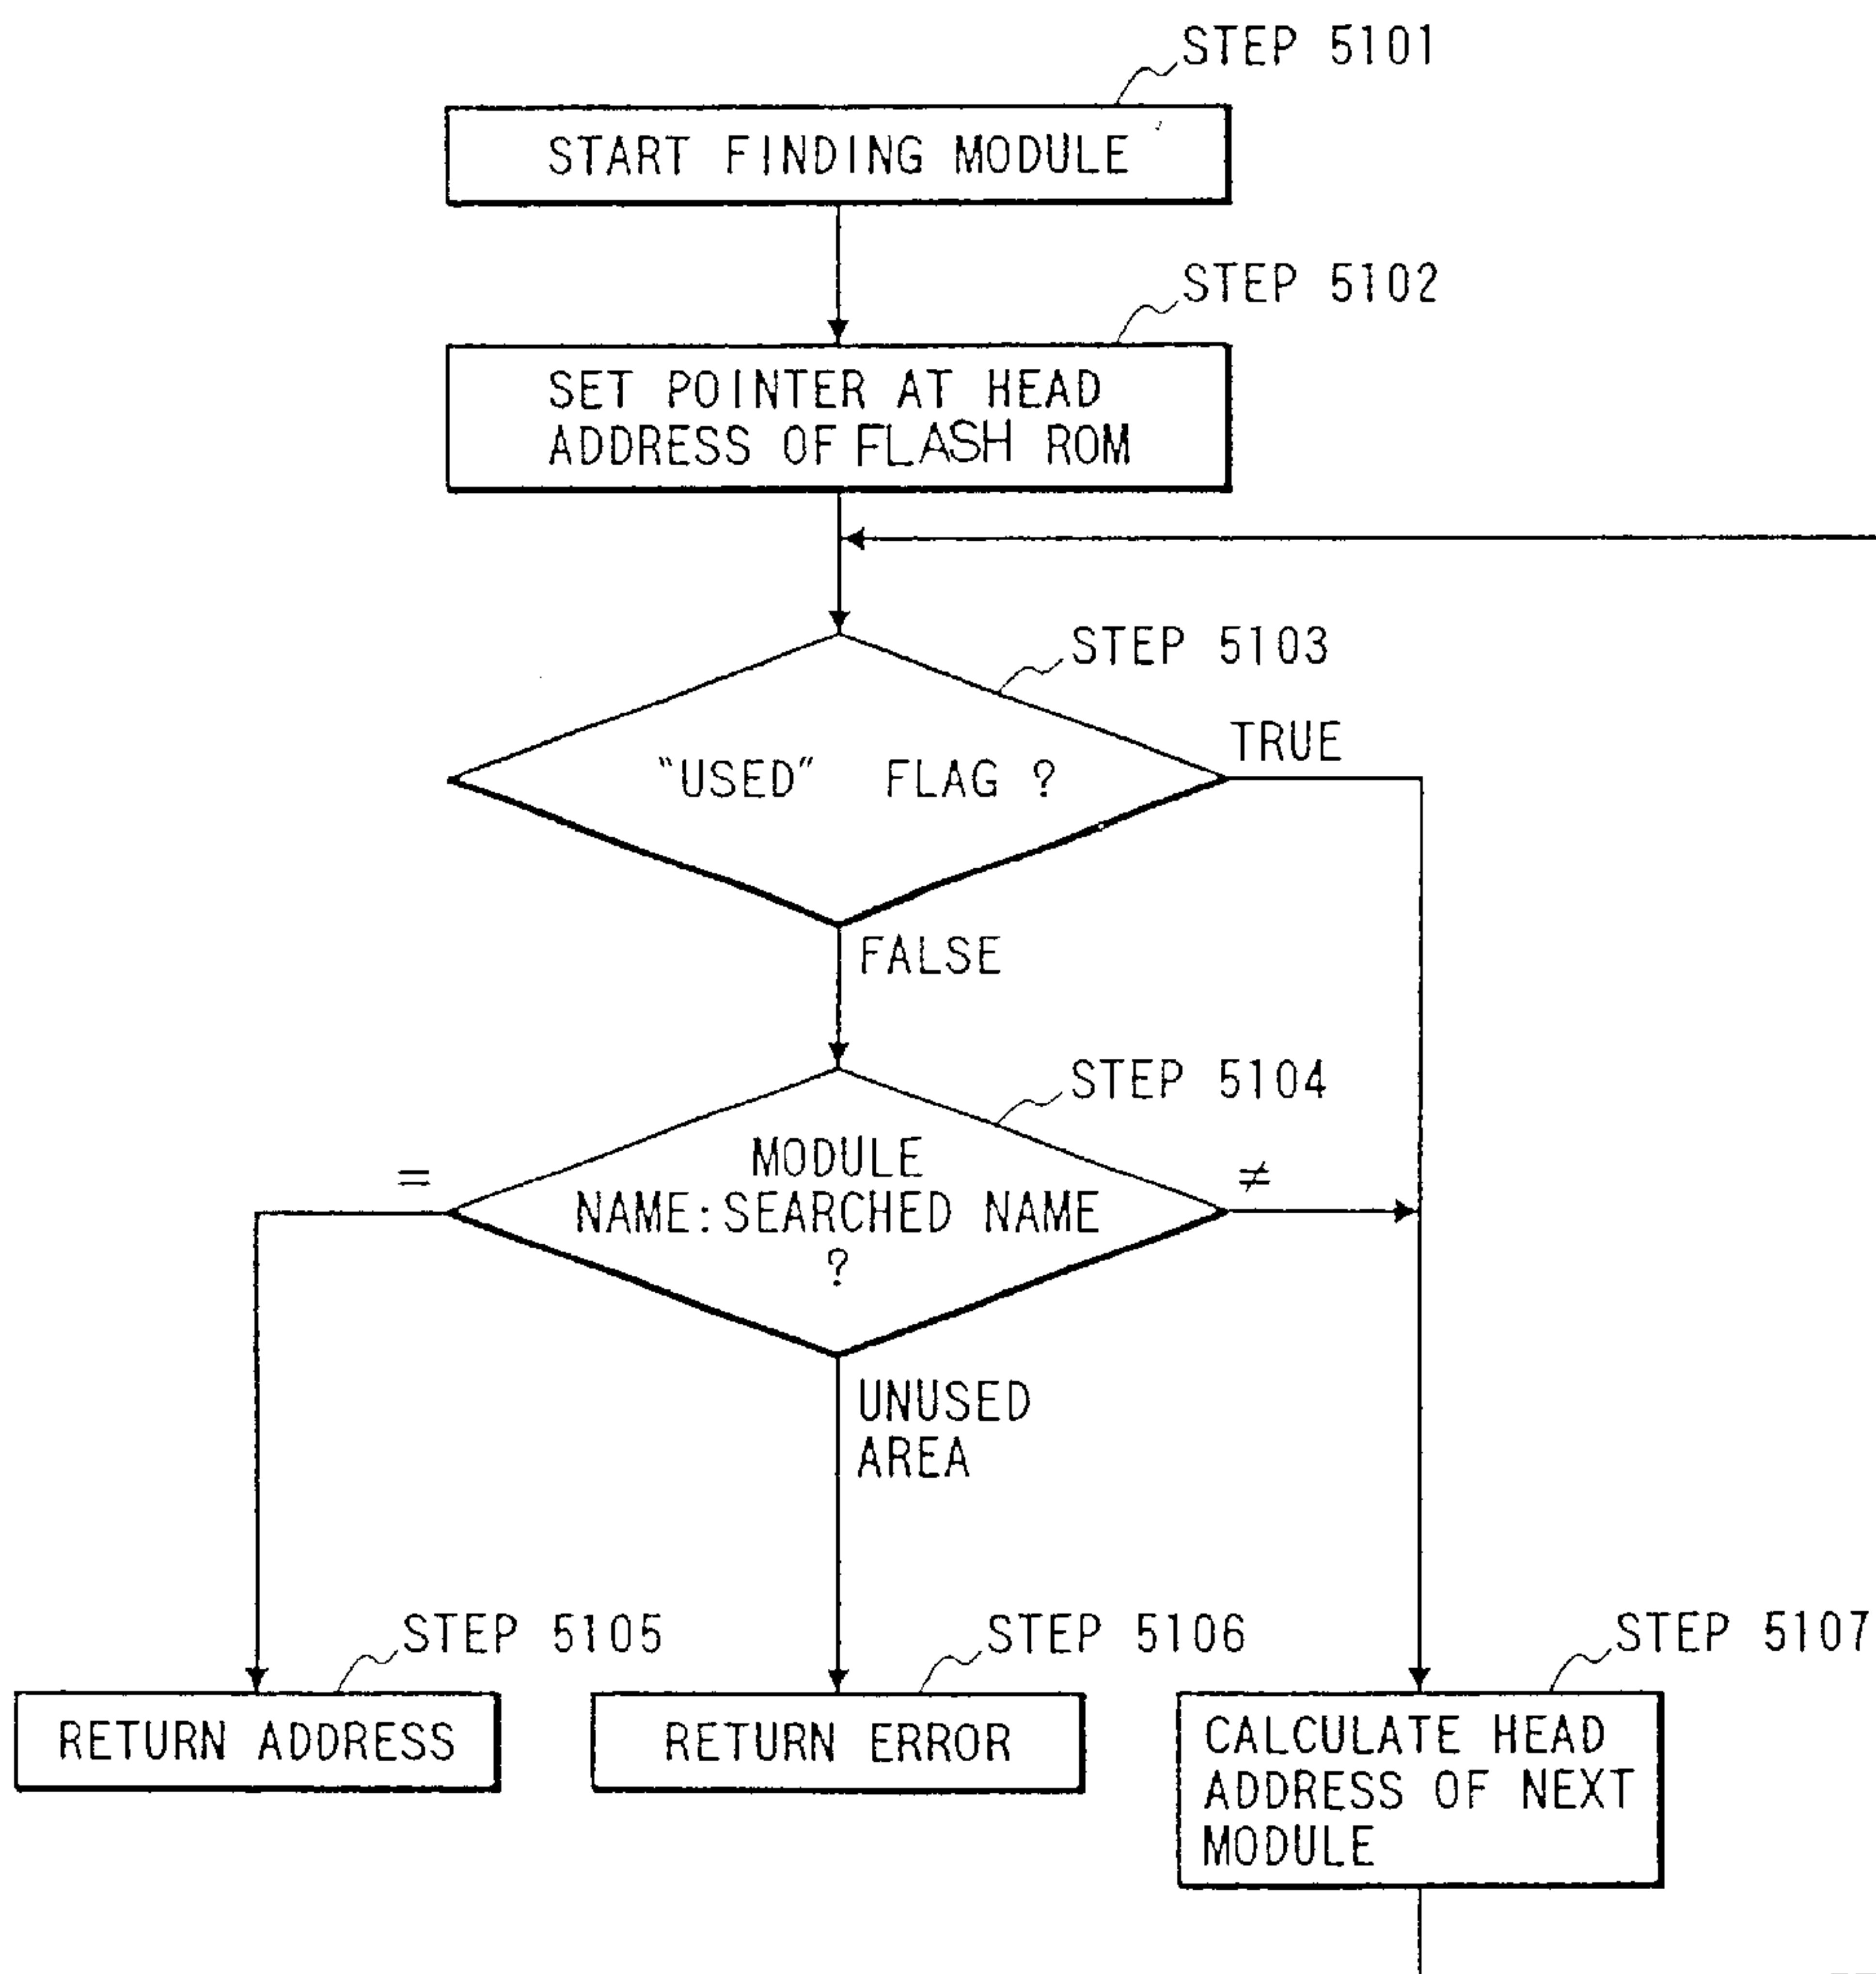 STEP 5101
START FINDING MODULE
STEP 5102
SET POINTER AT HEAD
ADDRESS OF FLASH ROM
STEP 5103
"USED" FLAG ?
TRUE
FALSE
STEP 5104
MODULE
NAME:SEARCHED NAME
?
=
≠
UNUSED
AREA
STEP 5105
RETURN ADDRESS
STEP 5106
RETURN ERROR
STEP 5107
CALCULATE HEAD
ADDRESS OF NEXT
MODULE